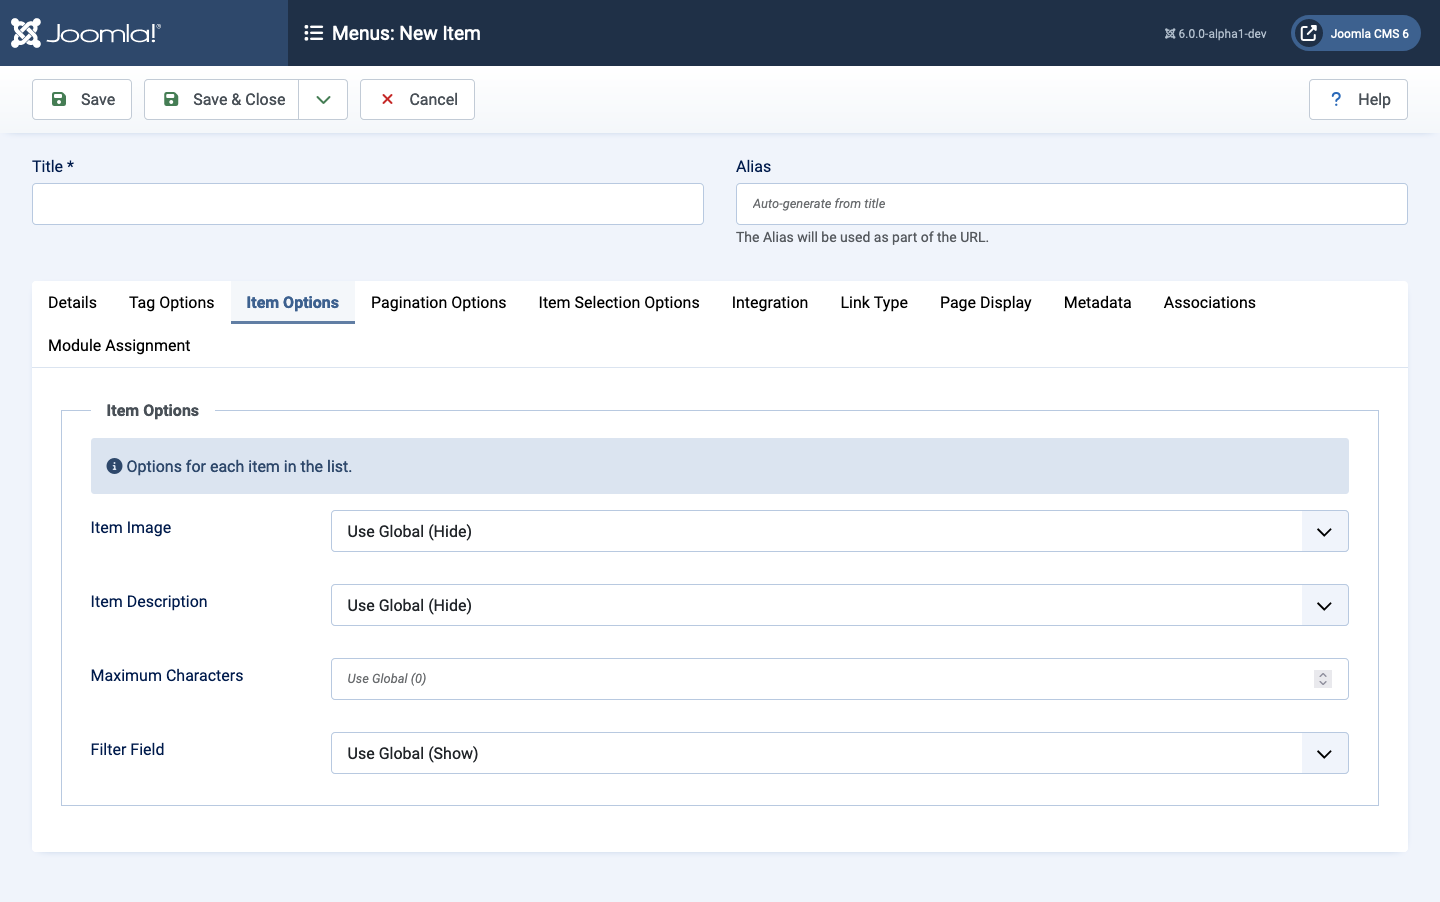 Joomla!®
Menus: New Item
6.0.0-alpha1-dev
Joomla CMS 6
Save
Save & Close
Cancel
? Help
Title *
Alias
Auto-generate from title
The Alias will be used as part of the URL.
Details Tag Options Item Options Pagination Options Item Selection Options Integration Link Type Page Display Metadata Associations
Module Assignment
Item Options
Options for each item in the list.
Item Image
Use Global (Hide)
Item Description
Use Global (Hide)
Maximum Characters
Use Global (0)
Filter Field
Use Global (Show)